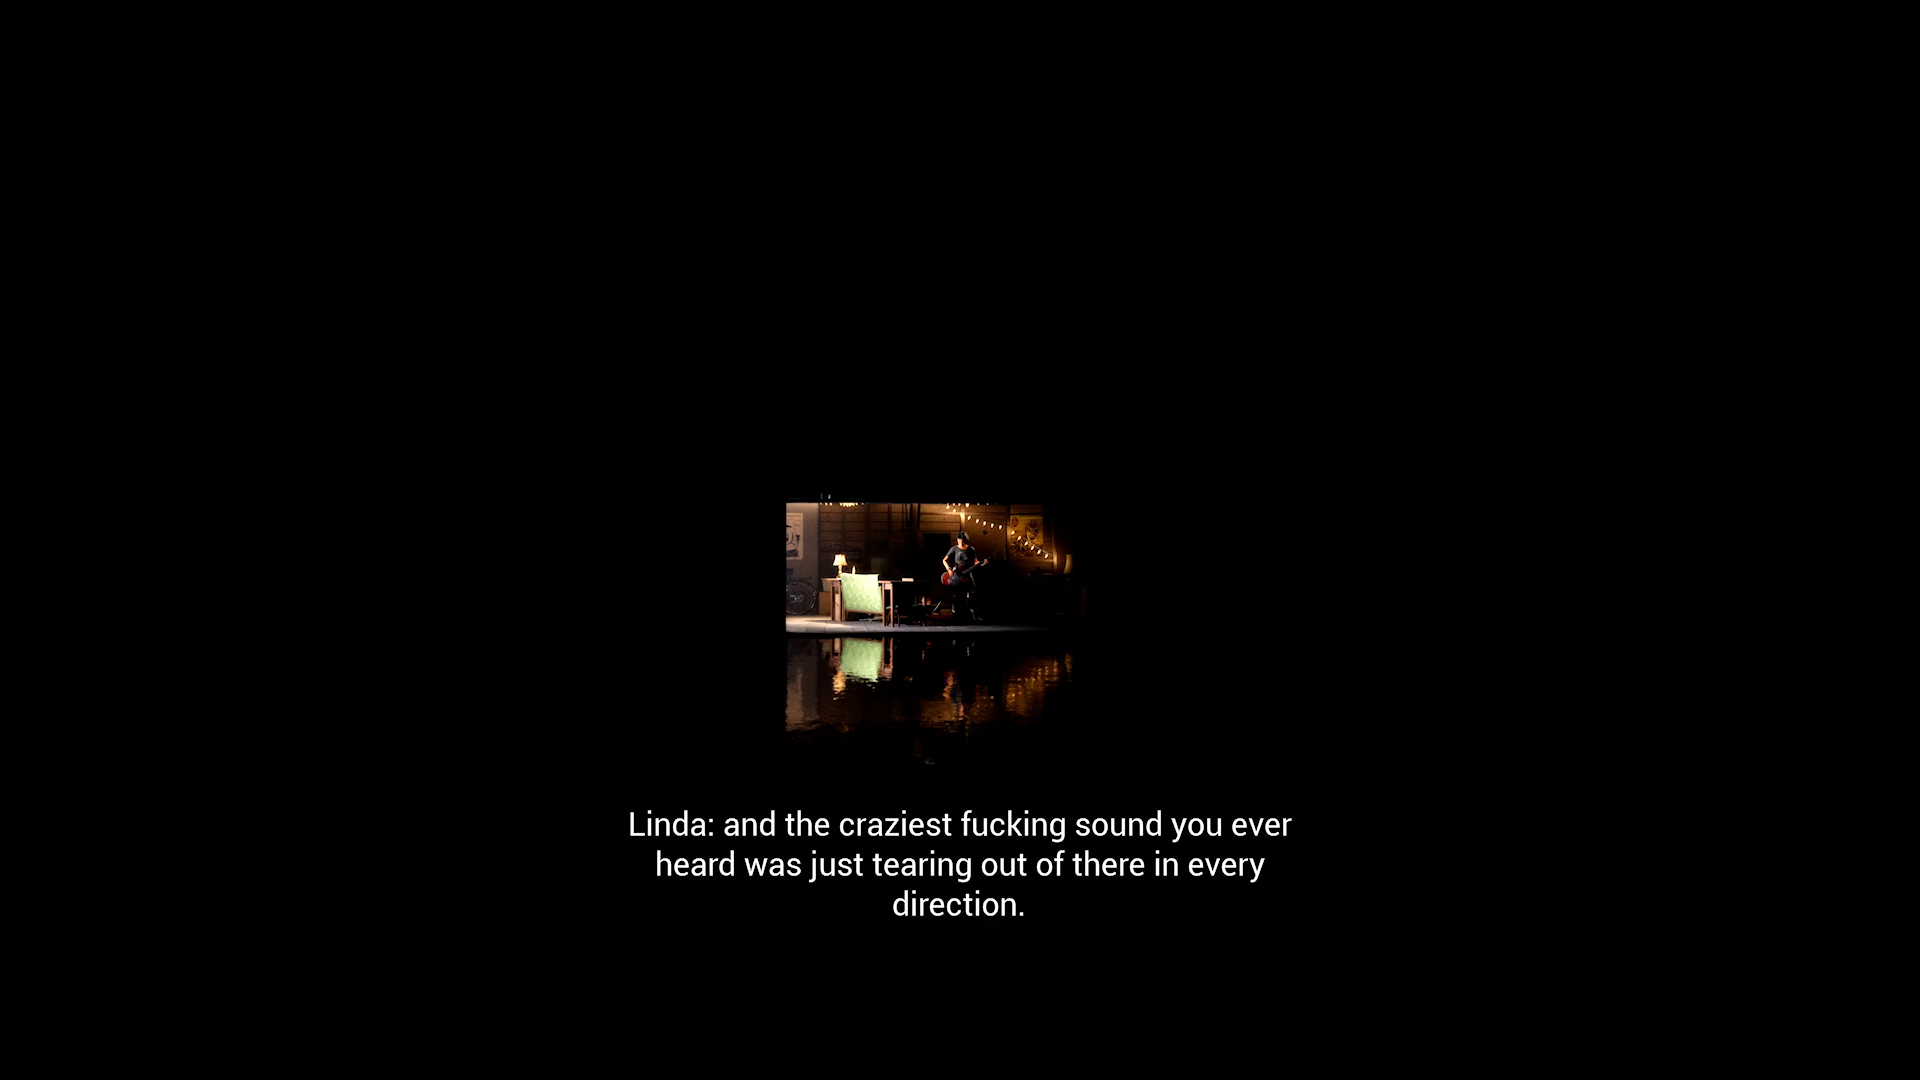 Linda: and the craziest fucking sound you ever
heard was just tearing out of there in every
direction.